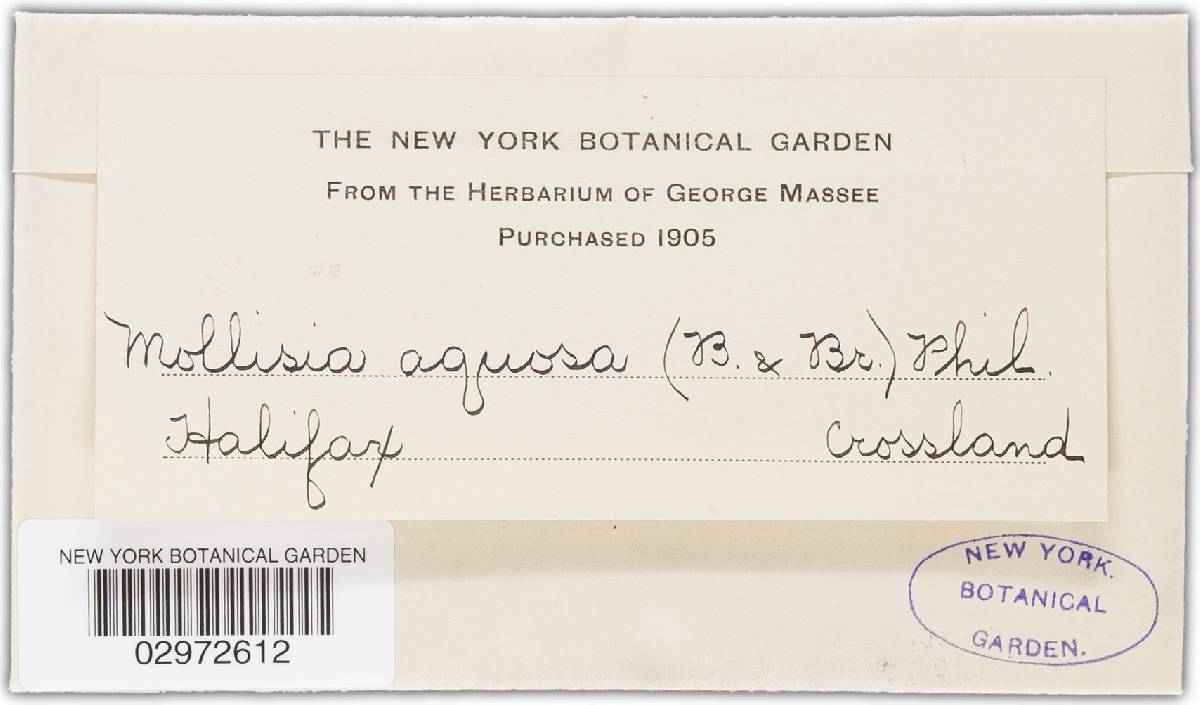 THE NEW YORK BOTANICAL GARDEN
FROM THE HERBARIUM OF GEORGE MASSEE
PURCHASED 1905
Mollisia aquosa (B. & Br.) Phil.
Halifax Crossland
NEW YORK BOTANICAL GARDEN
02972612
NEW YORK.
BOTANICAL
GARDEN.